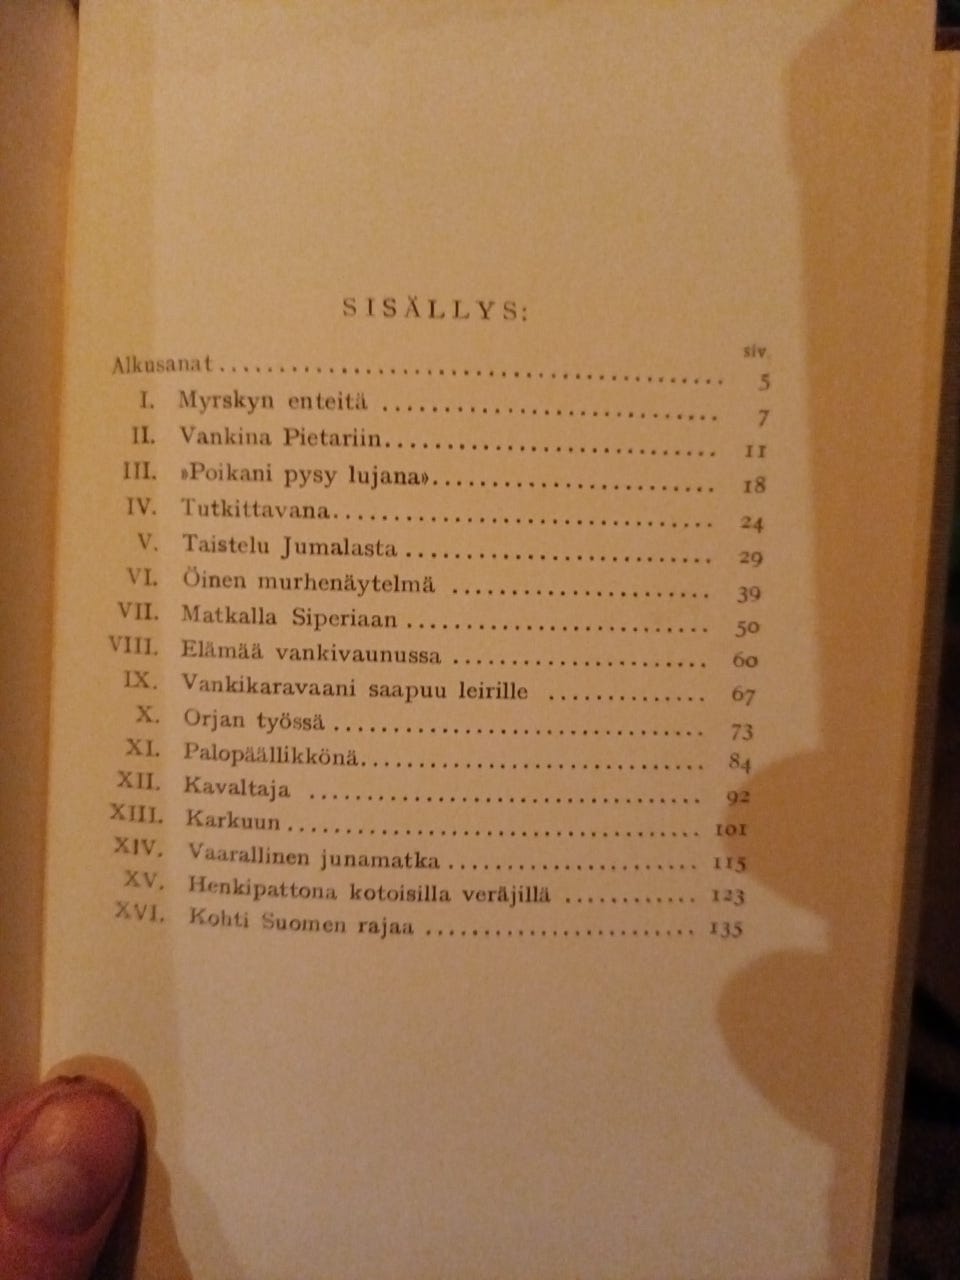 SISÄLLYS:
siv.
Alkusanat ........ 5
I. Myrskyn enteitä ........ 7
II. Vankina Pietariin ........ 11
III. »Poikani pysy lujana» ........ 18
IV. Tutkittavana ........ 24
V. Taistelu Jumalasta ........ 29
VI. Öinen murhenäytelmä ........ 39
VII. Matkalla Siperiaan ........ 50
VIII. Elämää vankivaunussa ........ 60
IX. Vankikaravaani saapuu leirille ........ 67
X. Orjan työssä ........ 73
XI. Palopäällikkönä ........ 84
XII. Kavaltaja ........ 92
XIII. Karkuun ........ 101
XIV. Vaarallinen junamatka ........ 115
XV. Henkipattona kotoisilla veräjillä ........ 123
XVI. Kohti Suomen rajaa ........ 135